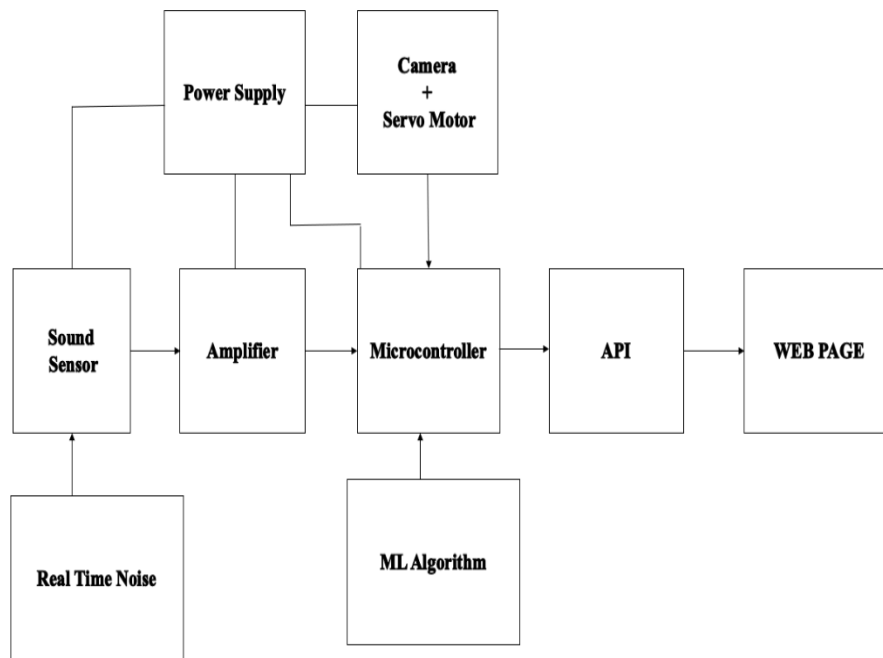 Power Supply
Camera
+
Servo Motor
Sound
Sensor
Amplifier
Microcontroller
API
WEB PAGE
Real Time Noise
ML Algorithm